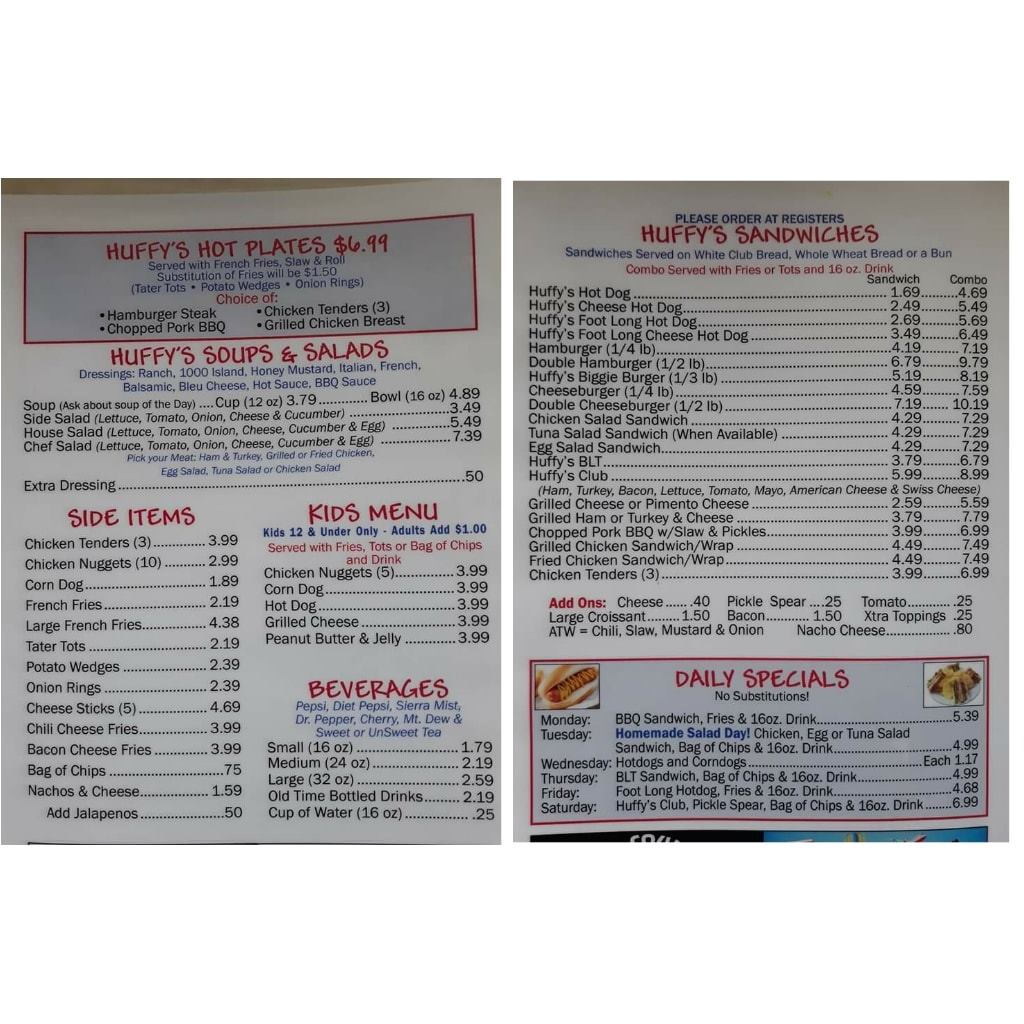 HUFFY'S HOT PLATES $6.99
Served with French Fries, Slaw & Roll
Substitution of Fries will be $1.50
(Tater Tots • Potato Wedges • Onion Rings)
Choice of:
• Hamburger Steak • Chicken Tenders (3)
• Chopped Pork BBQ • Grilled Chicken Breast
HUFFY'S SOUPS & SALADS
Dressings: Ranch, 1000 Island, Honey Mustard, Italian, French,
Balsamic, Bleu Cheese, Hot Sauce, BBQ Sauce
Soup (Ask about soup of the Day) .... Cup (12 oz) 3.79 .......... Bowl (16 oz) 4.89
Side Salad (Lettuce, Tomato, Onion, Cheese & Cucumber) .......... 3.49
House Salad (Lettuce, Tomato, Onion, Cheese, Cucumber & Egg) .......... 5.49
Chef Salad (Lettuce, Tomato, Onion, Cheese, Cucumber & Egg) .......... 7.39
Pick your Meat: Ham & Turkey, Grilled or Fried Chicken,
Egg Salad, Tuna Salad or Chicken Salad
Extra Dressing .......... .50
SIDE ITEMS
Chicken Tenders (3) .......... 3.99
Chicken Nuggets (10) .......... 2.99
Corn Dog .......... 1.89
French Fries .......... 2.19
Large French Fries .......... 4.38
Tater Tots .......... 2.19
Potato Wedges .......... 2.39
Onion Rings .......... 2.39
Cheese Sticks (5) .......... 4.69
Chili Cheese Fries .......... 3.99
Bacon Cheese Fries .......... 3.99
Bag of Chips .......... .75
Nachos & Cheese .......... 1.59
Add Jalapenos .......... .50
KIDS MENU
Kids 12 & Under Only - Adults Add $1.00
Served with Fries, Tots or Bag of Chips
and Drink
Chicken Nuggets (5) .......... 3.99
Corn Dog .......... 3.99
Hot Dog .......... 3.99
Grilled Cheese .......... 3.99
Peanut Butter & Jelly .......... 3.99
BEVERAGES
Pepsi, Diet Pepsi, Sierra Mist,
Dr. Pepper, Cherry, Mt. Dew &
Sweet or UnSweet Tea
Small (16 oz) .......... 1.79
Medium (24 oz) .......... 2.19
Large (32 oz) .......... 2.59
Old Time Bottled Drinks .......... 2.19
Cup of Water (16 oz) .......... .25
PLEASE ORDER AT REGISTERS
HUFFY'S SANDWICHES
Sandwiches Served on White Club Bread, Whole Wheat Bread or a Bun
Combo Served with Fries or Tots and 16 oz. Drink
Sandwich Combo
Huffy's Hot Dog .......... 1.69 .......... 4.69
Huffy's Cheese Hot Dog .......... 2.49 .......... 5.49
Huffy's Foot Long Hot Dog .......... 2.69 .......... 5.69
Huffy's Foot Long Cheese Hot Dog .......... 3.49 .......... 6.49
Hamburger (1/4 lb) .......... 4.19 .......... 7.19
Double Hamburger (1/2 lb) .......... 6.79 .......... 9.79
Huffy's Biggie Burger (1/3 lb) .......... 5.19 .......... 8.19
Cheeseburger (1/4 lb) .......... 4.59 .......... 7.59
Double Cheeseburger (1/2 lb) .......... 7.19 .... 10.19
Chicken Salad Sandwich .......... 4.29 .......... 7.29
Tuna Salad Sandwich (When Available) .......... 4.29 .......... 7.29
Egg Salad Sandwich .......... 4.29 .......... 7.29
Huffy's BLT .......... 3.79 .......... 6.79
Huffy's Club .......... 5.99 .......... 8.99
(Ham, Turkey, Bacon, Lettuce, Tomato, Mayo, American Cheese & Swiss Cheese)
Grilled Cheese or Pimento Cheese .......... 2.59 .......... 5.59
Grilled Ham or Turkey & Cheese .......... 3.79 .......... 7.79
Chopped Pork BBQ w/Slaw & Pickles .......... 3.99 .......... 6.99
Grilled Chicken Sandwich/Wrap .......... 4.49 .......... 7.49
Fried Chicken Sandwich/Wrap .......... 4.49 .......... 7.49
Chicken Tenders (3) .......... 3.99 .......... 6.99
Add Ons: Cheese ...... .40 Pickle Spear ....25 Tomato .......... .25
Large Croissant ........ 1.50 Bacon .......... 1.50 Xtra Toppings .25
ATW = Chili, Slaw, Mustard & Onion Nacho Cheese .......... .80
DAILY SPECIALS
No Substitutions!
Monday: BBQ Sandwich, Fries & 16oz. Drink .......... 5.39
Tuesday: Homemade Salad Day! Chicken, Egg or Tuna Salad
Sandwich, Bag of Chips & 16oz. Drink .......... 4.99
Wednesday: Hotdogs and Corndogs .......... Each 1.17
Thursday: BLT Sandwich, Bag of Chips & 16oz. Drink .......... 4.99
Friday: Foot Long Hotdog, Fries & 16oz. Drink .......... 4.68
Saturday: Huffy's Club, Pickle Spear, Bag of Chips & 16oz. Drink ...... 6.99